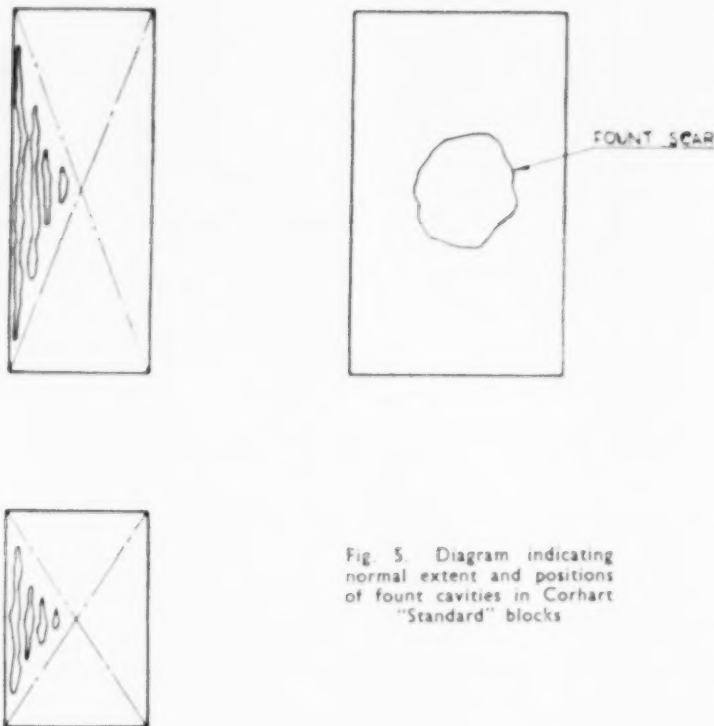 FOUNT SCAR
Fig. 5. Diagram indicating
normal extent and positions
of fount cavities in Corhart
"Standard" blocks